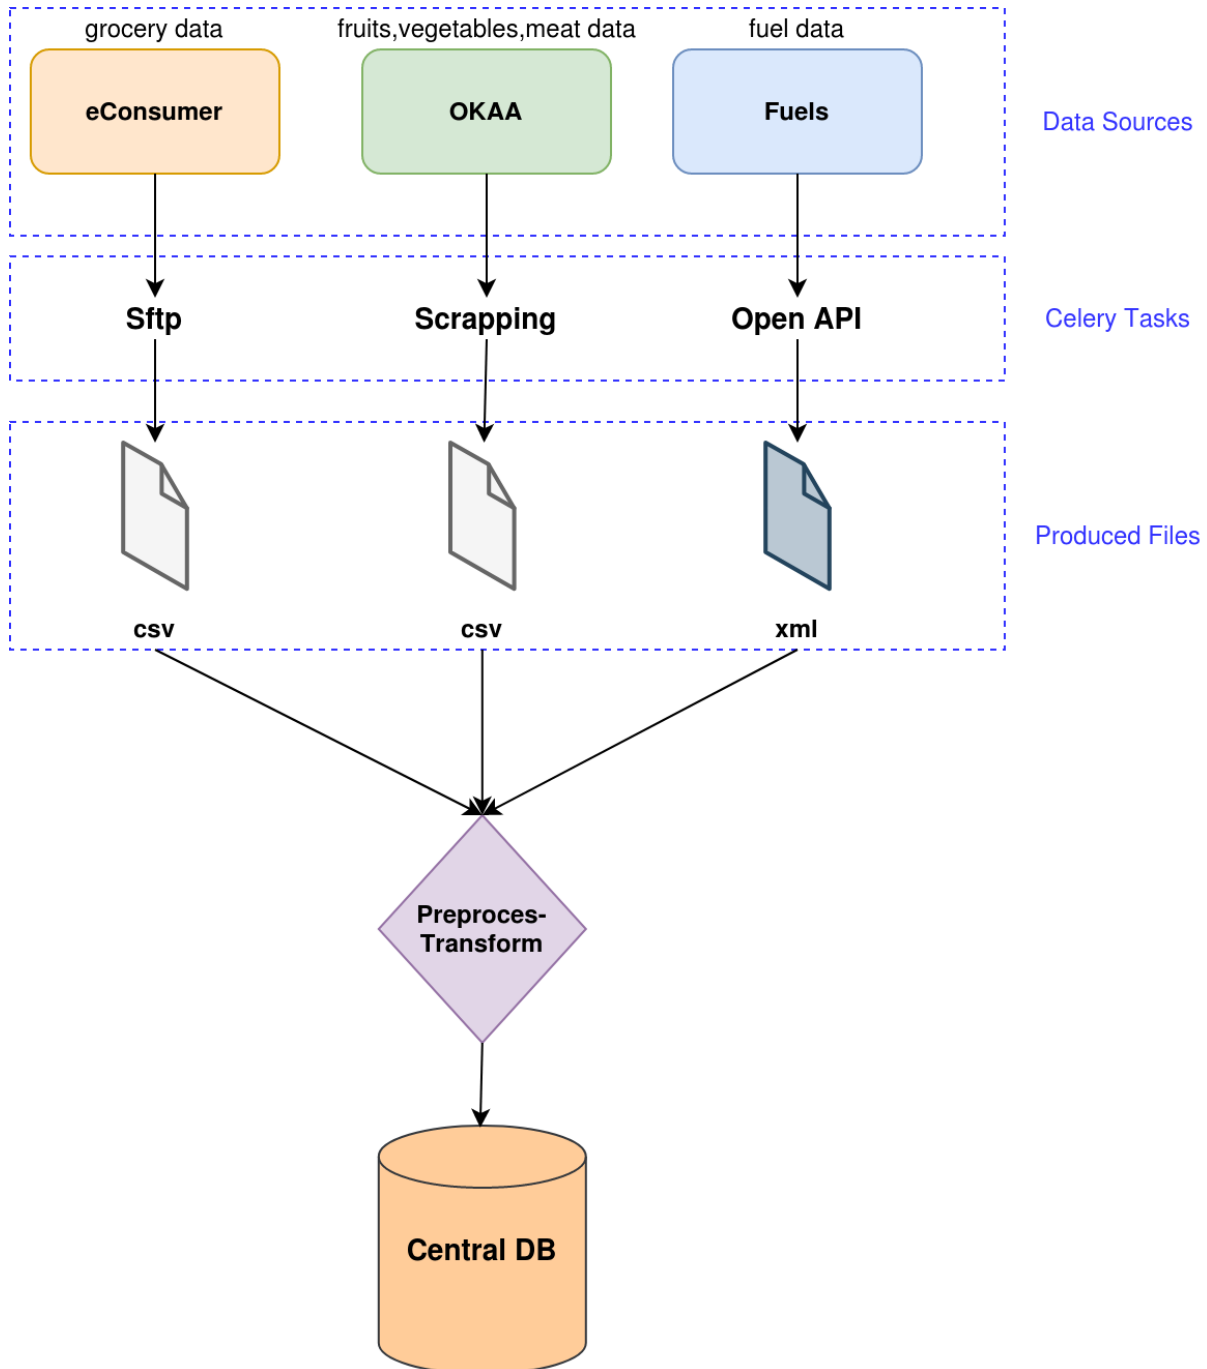 grocery data
fruits,vegetables,meat data
fuel data
eConsumer
OKAA
Fuels
Data Sources
Sftp
Scrapping
Open API
Celery Tasks
Produced Files
csv
csv
xml
Preproces-
Transform
Central DB